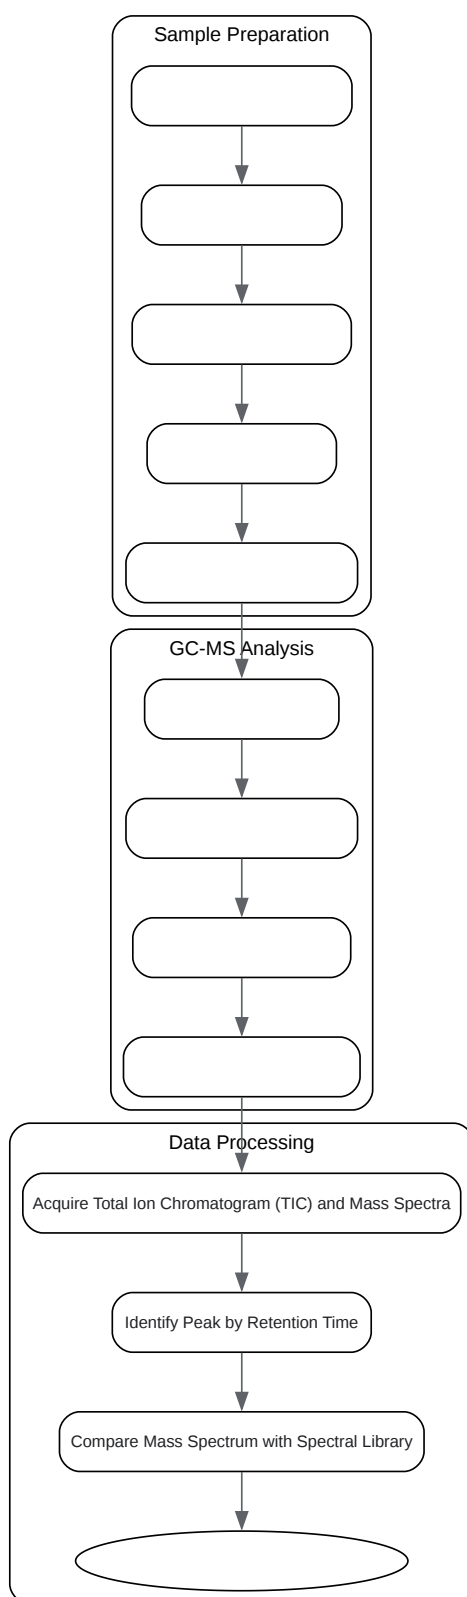 Sample Preparation
GC-MS Analysis
Data Processing
Acquire Total Ion Chromatogram (TIC) and Mass Spectra
Identify Peak by Retention Time
Compare Mass Spectrum with Spectral Library